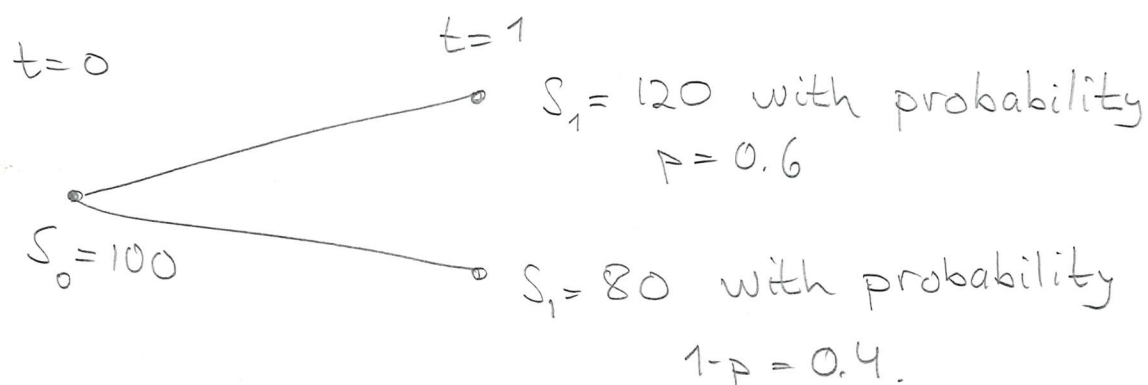 t=0
t=1
S₁ = 120 with probability
p = 0.6
S₀ = 100
S₁ = 80 with probability
1-p = 0.4.